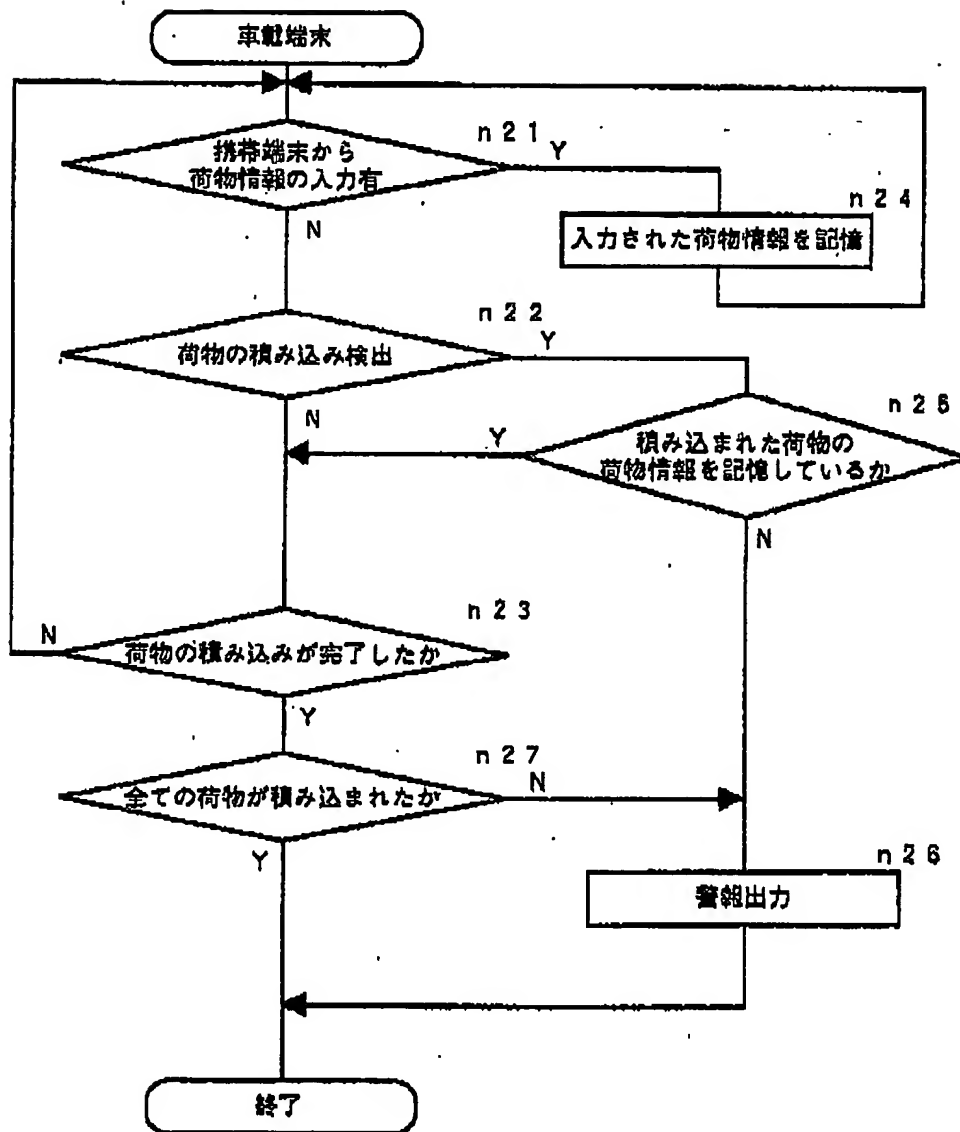 車載端末
n21
携帯端末から
荷物情報の入力有
Y
N
n24
入力された荷物情報を記憶
n22
荷物の積み込み検出
Y
N
n25
積み込まれた荷物の
荷物情報を記憶しているか
Y
N
n23
荷物の積み込みが完了したか
N
Y
n27
全ての荷物が積み込まれたか
N
Y
n26
警報出力
終了